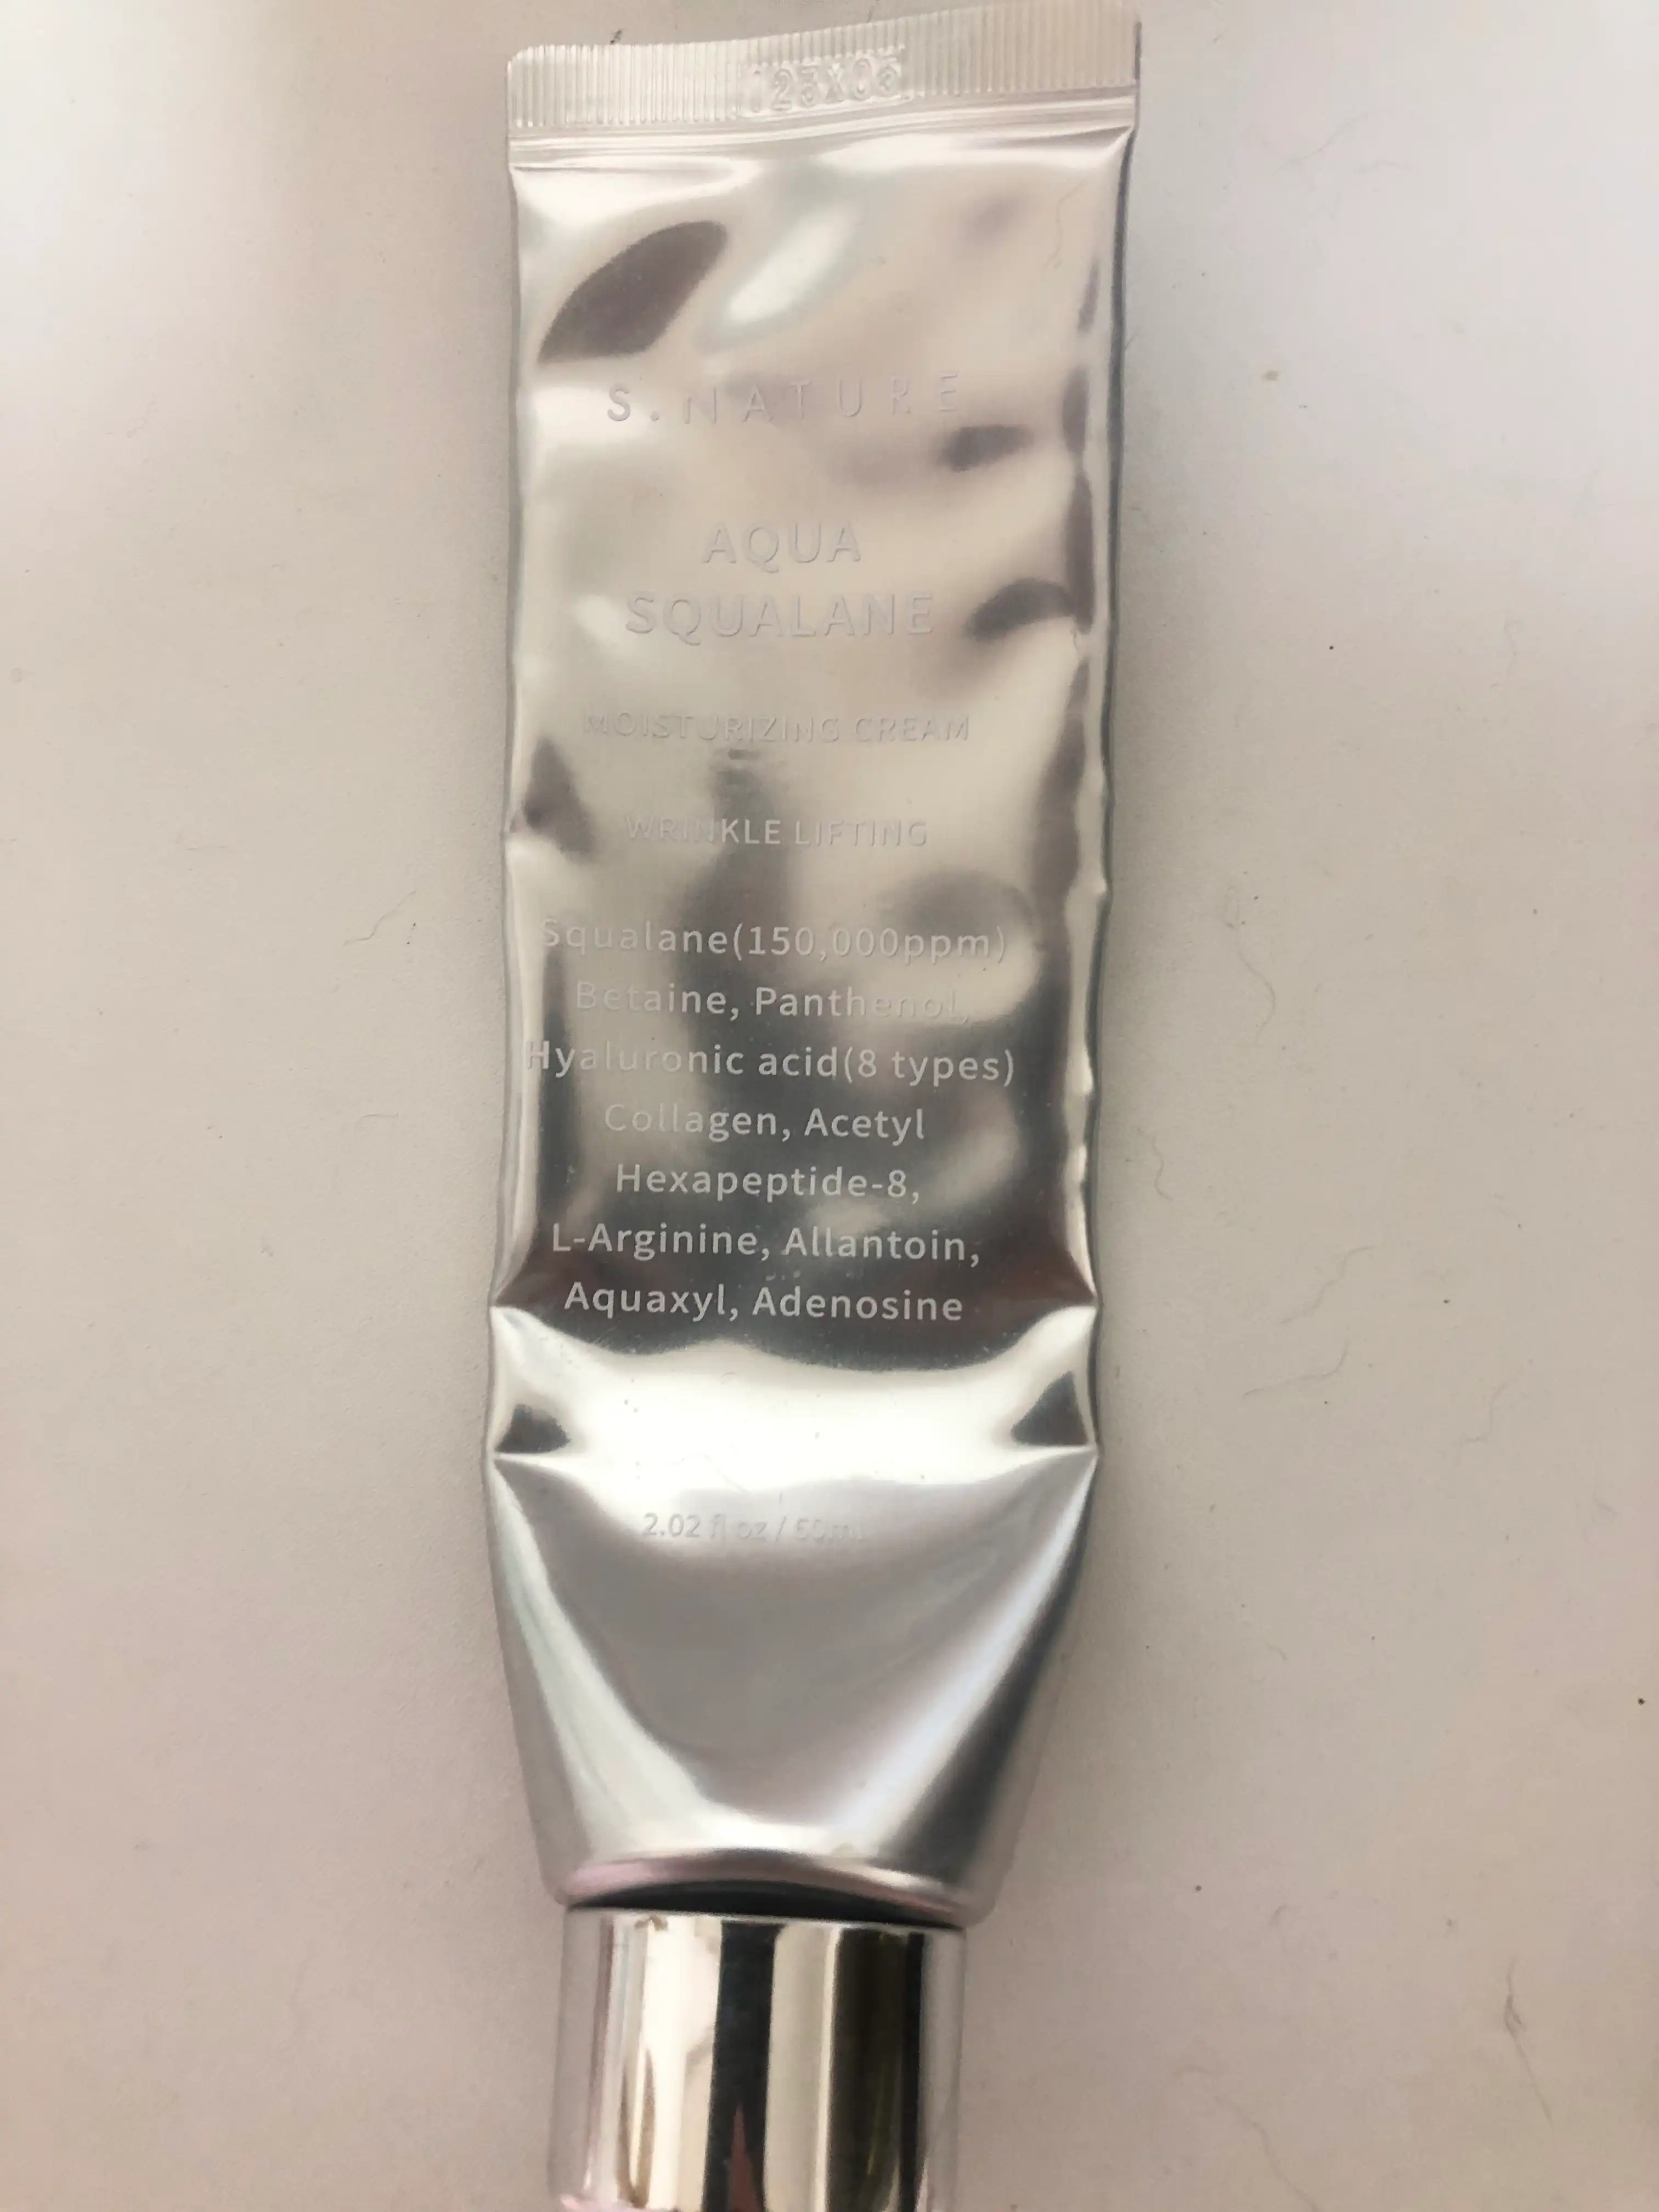 S.NATURE
AQUA
SQUALANE
MOISTURIZING CREAM
WRINKLE LIFTING
Squalane(150,000ppm)
Betaine, Panthenol,
Hyaluronic acid(8 types)
Collagen, Acetyl
Hexapeptide-8,
L-Arginine, Allantoin,
Aquaxyl, Adenosine
2.02 fl oz / 60mL